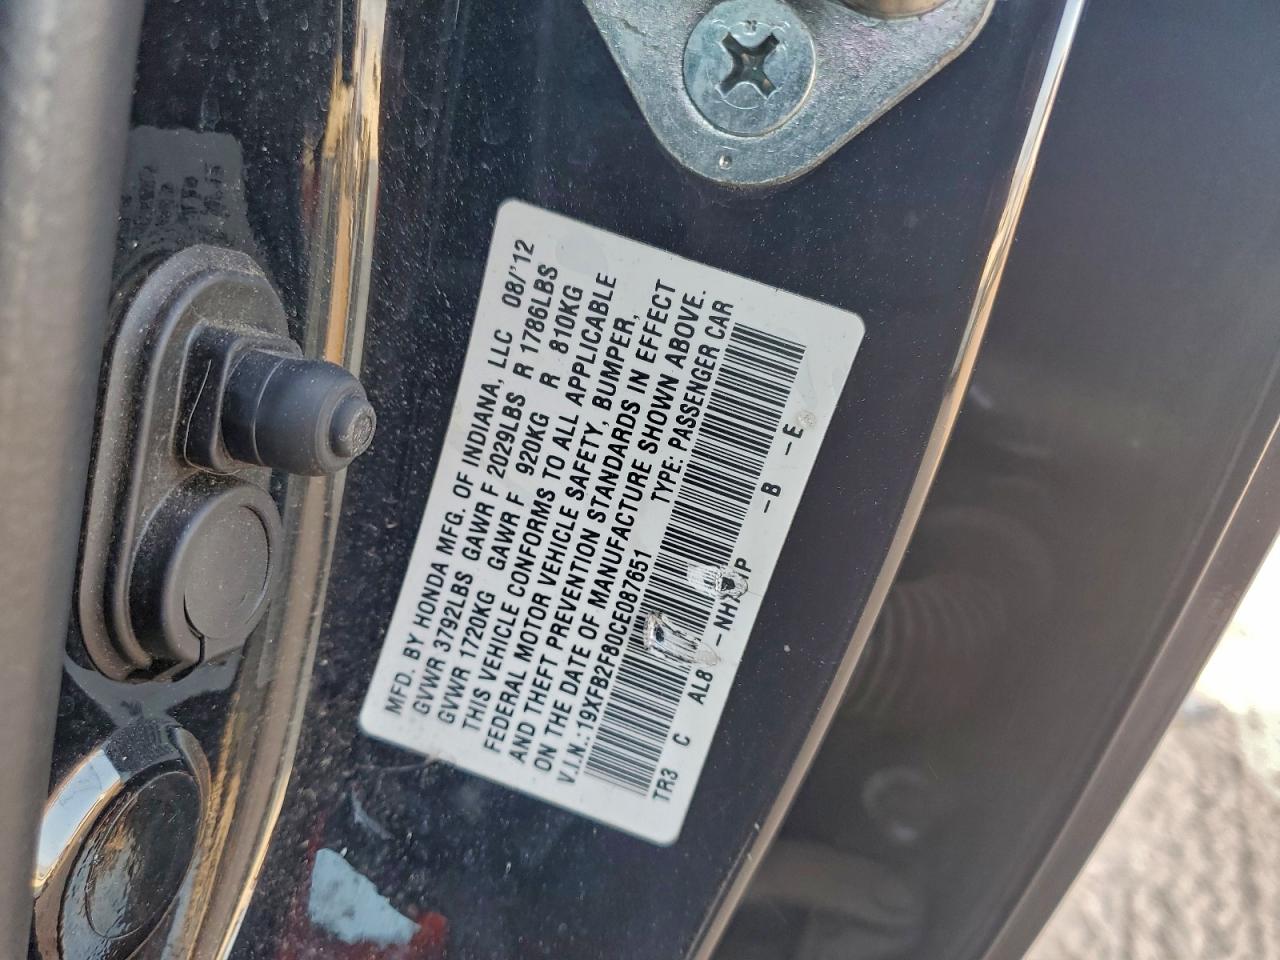 MFD. BY HONDA MFG. OF INDIANA, LLC 08/'12
GVWR 3792LBS GAWR F 2029LBS R 1786LBS
GVWR 1720KG GAWR F 920KG R 810KG
THIS VEHICLE CONFORMS TO ALL APPLICABLE
FEDERAL MOTOR VEHICLE SAFETY, BUMPER,
AND THEFT PREVENTION STANDARDS IN EFFECT
ON THE DATE OF MANUFACTURE SHOWN ABOVE.
V.I.N.:19XFB2F80CE087651 TYPE: PASSENGER CAR
TR3 C AL8 -B -E